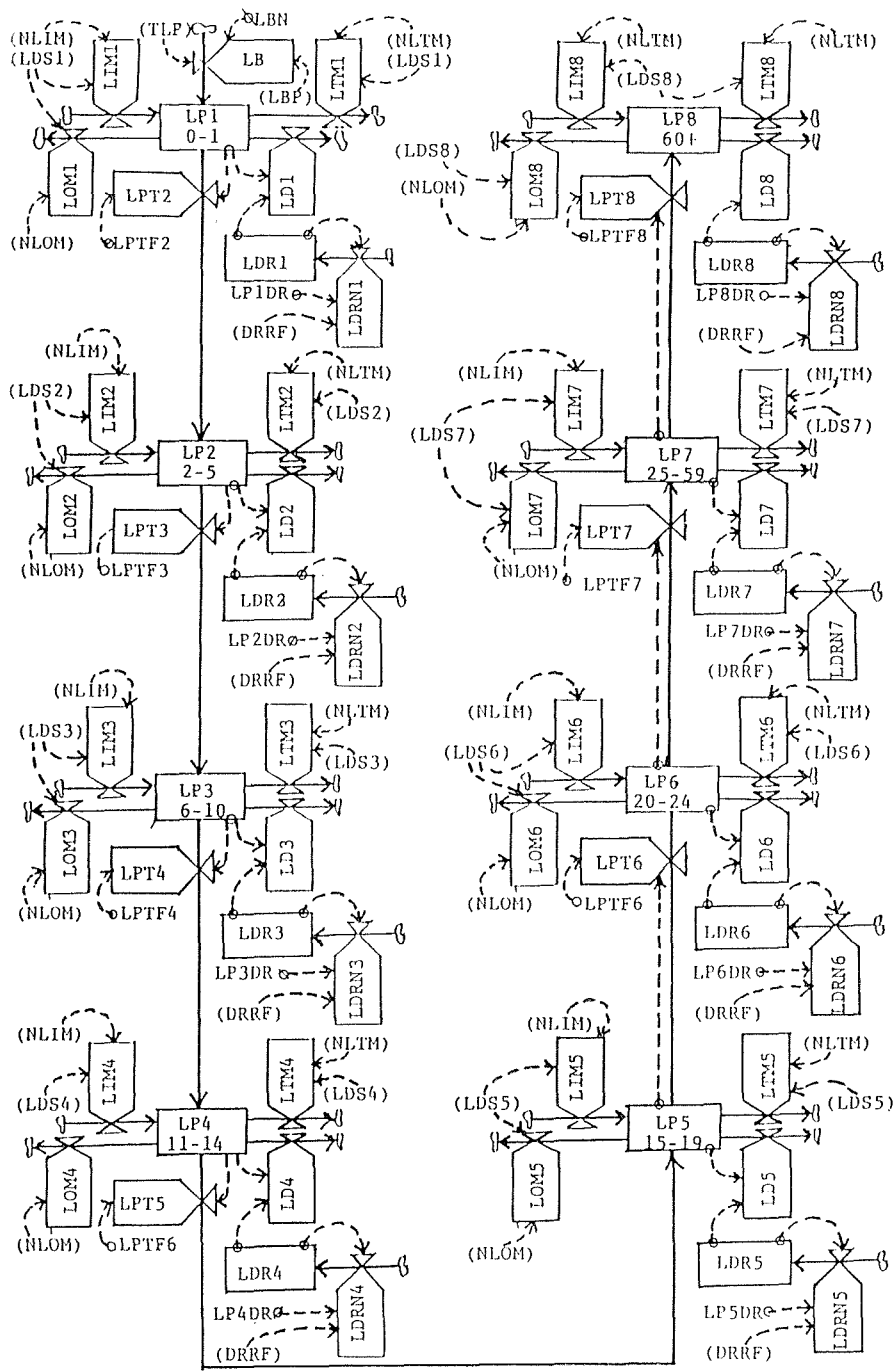 (NLIM)
(LDS1)
LIM1
(TLF)
LBN
LB
(LBP)
LTM1
(NLTM)
(LDS1)
LP1
0-1
LOM1
(NLOM)
LPT2
LPTF2
LD1
LDR1
LP1DR
(DRRF)
LDRN1
(NLIM)
(LDS2)
LIM2
LTM2
(NLTM)
(LDS2)
LP2
2-5
LOM2
(NLOM)
LPT3
LPTF3
LD2
LDR2
LP2DR
(DRRF)
LDRN2
(NLIM)
(LDS3)
LIM3
LTM3
(NLTM)
(LDS3)
LP3
6-10
LOM3
(NLOM)
LPT4
LPTF4
LD3
LDR3
LP3DR
(DRRF)
LDRN3
(NLIM)
(LDS4)
LIM4
LTM4
(NLTM)
(LDS4)
LP4
11-14
LOM4
(NLOM)
LPT5
LPTF6
LD4
LDR4
LP4DR
(DRRF)
LDRN4
LIM8
(NLTM)
(LDS8)
LTM8
(NLTM)
LP8
60+
(LDS8)
(NLOM)
LOM8
LPT8
LPTF8
LD8
LDR8
LP8DR
(DRRF)
LDRN8
(NLIM)
(LDS7)
LIM7
LTM7
(NLTM)
(LDS7)
LP7
25-59
LOM7
(NLOM)
LPT7
LPTF7
LD7
LDR7
LP7DR
(DRRF)
LDRN7
(NLIM)
(LDS6)
LIM6
LTM6
(NLTM)
(LDS6)
LP6
20-24
LOM6
(NLOM)
LPT6
LPTF6
LD6
LDR6
LP6DR
(DRRF)
LDRN6
(NLIM)
(LDS5)
LIM5
LTM5
(NLTM)
(LDS5)
LP5
15-19
LOM5
(NLOM)
LD5
LDR5
LP5DR
(DRRF)
LDRN5